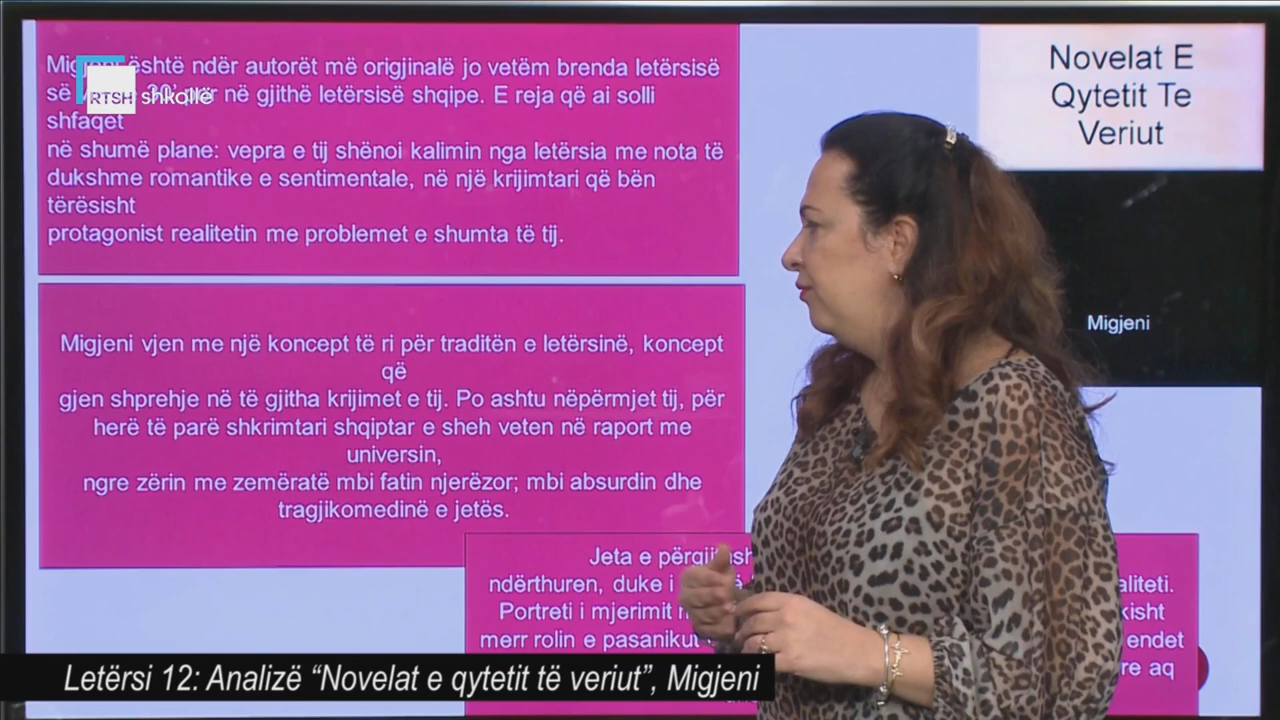 Migjeni është ndër autorët më origjinalë jo vetëm brenda letërsisë
së 30' për në gjithë letërsisë shqipe. E reja që ai solli
shfaqet
në shumë plane: vepra e tij shënoi kalimin nga letërsia me nota të
dukshme romantike e sentimentale, në një krijimtari që bën
tërësisht
protagonist realitetin me problemet e shumta të tij.
RTSH shkollë
Novelat E
Qytetit Te
Veriut
Migjeni
Migjeni vjen me një koncept të ri për traditën e letërsinë, koncept
që
gjen shprehje në të gjitha krijimet e tij. Po ashtu nëpërmjet tij, për
herë të parë shkrimtari shqiptar e sheh veten në raport me
universin,
ngre zërin me zemëratë mbi fatin njerëzor; mbi absurdin dhe
tragjikomedinë e jetës.
Jeta e
ndërthuren, duke i
Portreti i mjerimit
merr rolin e pasanikut endet
aq
Letërsi 12: Analizë “Novelat e qytetit të veriut”, Migjeni